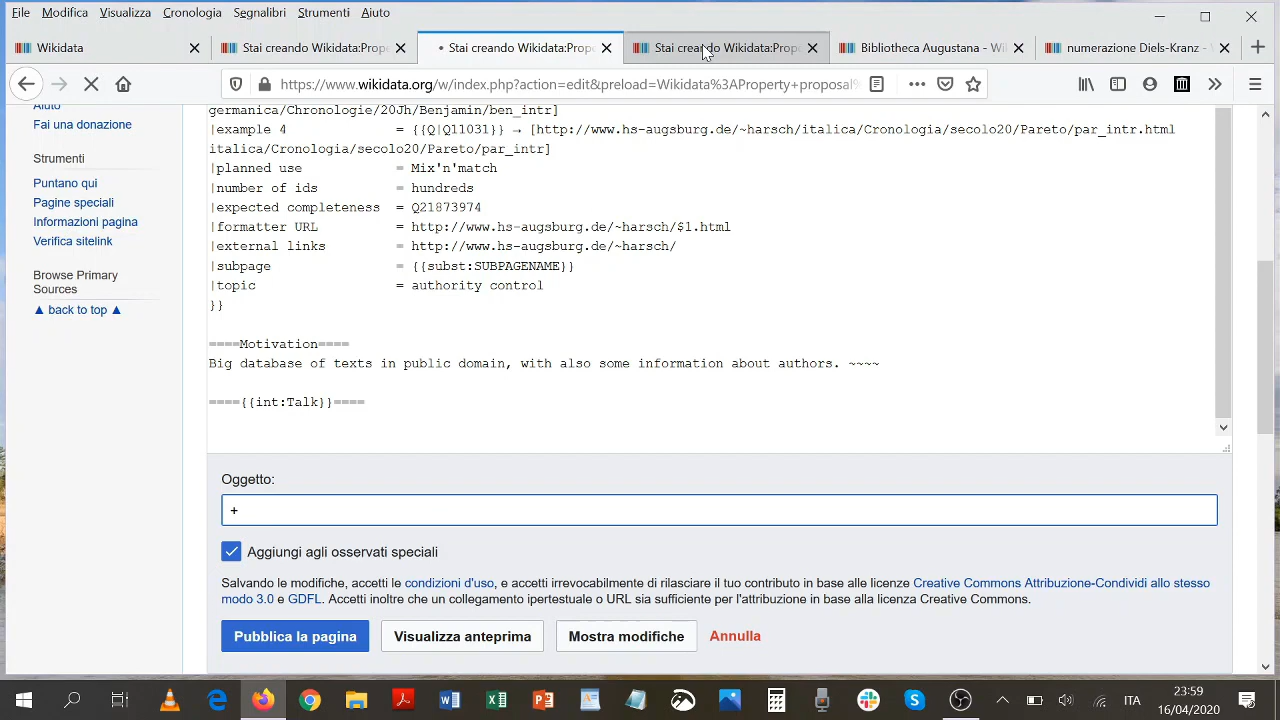 File Modifica Visualizza Cronologia Segnalibri Strumenti Aiuto
Wikidata Stai creando Wikidata:Prope Stai creando Wikidata:Prope Stai creando Wikidata:Prope Bibliotheca Augustana - Wi numerazione Diels-Kranz -
https://www.wikidata.org/w/index.php?action=edit&preload=Wikidata%3AProperty+proposal%
Aiuto
Fai una donazione
Strumenti
Puntano qui
Pagine speciali
Informazioni pagina
Verifica sitelink
Browse Primary
Sources
▲ back to top ▲
germanica/Chronologie/20Jh/Benjamin/ben_intr]
|example 4 = {{Q|Q11031}} → [http://www.hs-augsburg.de/~harsch/italica/Cronologia/secolo20/Pareto/par_intr.html
italica/Cronologia/secolo20/Pareto/par_intr]
|planned use = Mix'n'match
|number of ids = hundreds
|expected completeness = Q21873974
|formatter URL = http://www.hs-augsburg.de/~harsch/$1.html
|external links = http://www.hs-augsburg.de/~harsch/
|subpage = {{subst:SUBPAGENAME}}
|topic = authority control
}}
====Motivation====
Big database of texts in public domain, with also some information about authors. ~~~~
===={{int:Talk}}====
Oggetto:
+
Aggiungi agli osservati speciali
Salvando le modifiche, accetti le condizioni d'uso, e accetti irrevocabilmente di rilasciare il tuo contributo in base alle licenze Creative Commons Attribuzione-Condividi allo stesso
modo 3.0 e GDFL. Accetti inoltre che un collegamento ipertestuale o URL sia sufficiente per l'attribuzione in base alla licenza Creative Commons.
Pubblica la pagina Visualizza anteprima Mostra modifiche Annulla
ITA
23:59
16/04/2020